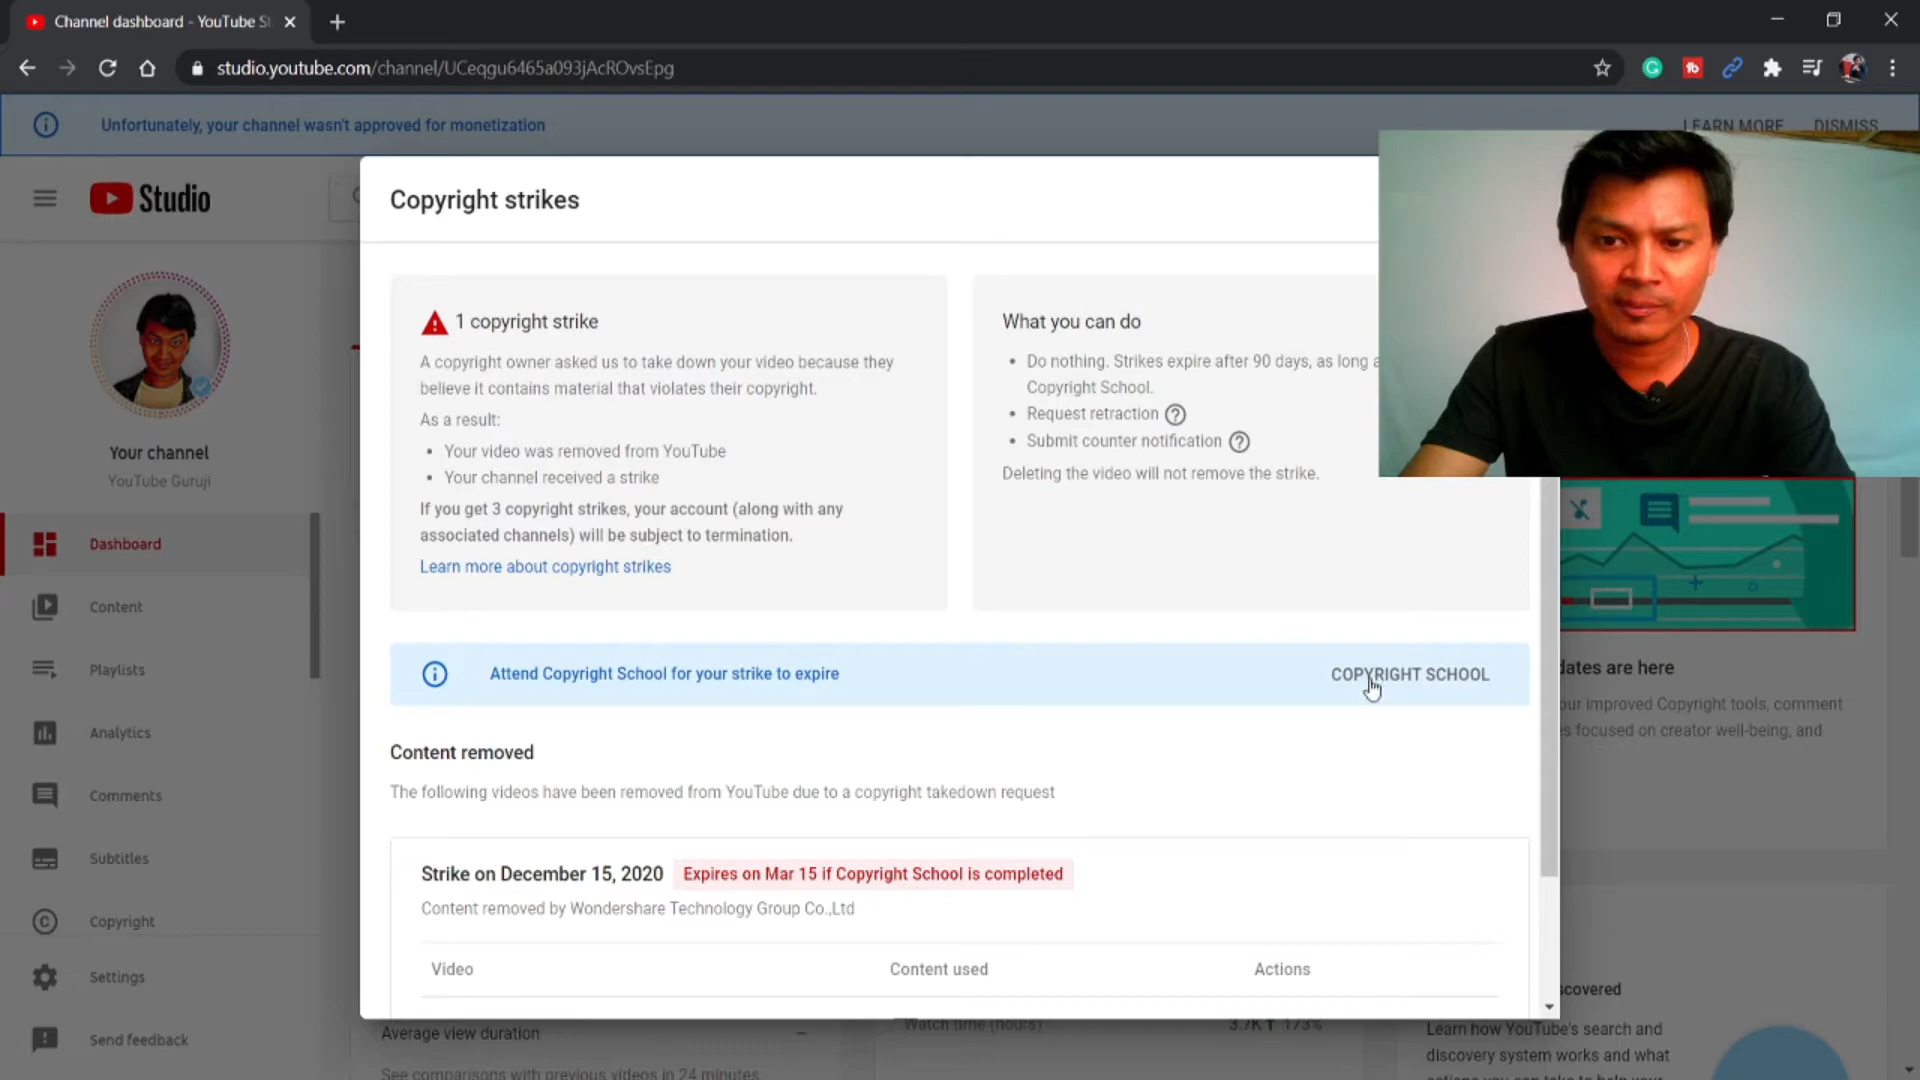 Channel dashboard - YouTube St
studio.youtube.com/channel/UCeqgu6465a093jAcROvsEpg
Unfortunately, your channel wasn't approved for monetization
LEARN MORE DISMISS
Studio
Copyright strikes
1 copyright strike
A copyright owner asked us to take down your video because they
believe it contains material that violates their copyright.
As a result:
• Your video was removed from YouTube
• Your channel received a strike
If you get 3 copyright strikes, your account (along with any
associated channels) will be subject to termination.
Learn more about copyright strikes
What you can do
• Do nothing. Strikes expire after 90 days, as long a
Copyright School.
• Request retraction
• Submit counter notification
Deleting the video will not remove the strike.
Your channel
YouTube Guruji
Dashboard
Content
Playlists
Analytics
Comments
Subtitles
Copyright
Settings
Send feedback
Attend Copyright School for your strike to expire
COPYRIGHT SCHOOL
Content removed
The following videos have been removed from YouTube due to a copyright takedown request
Strike on December 15, 2020 Expires on Mar 15 if Copyright School is completed
Content removed by Wondershare Technology Group Co.,Ltd
Video Content used Actions
dates are here
our improved Copyright tools, comment
s focused on creator well-being, and
scovered
Learn how YouTube's search and
discovery system works and what
Average view duration
Watch time (hours) 3.7K 173%
See comparisons with previous videos in 24 minutes.